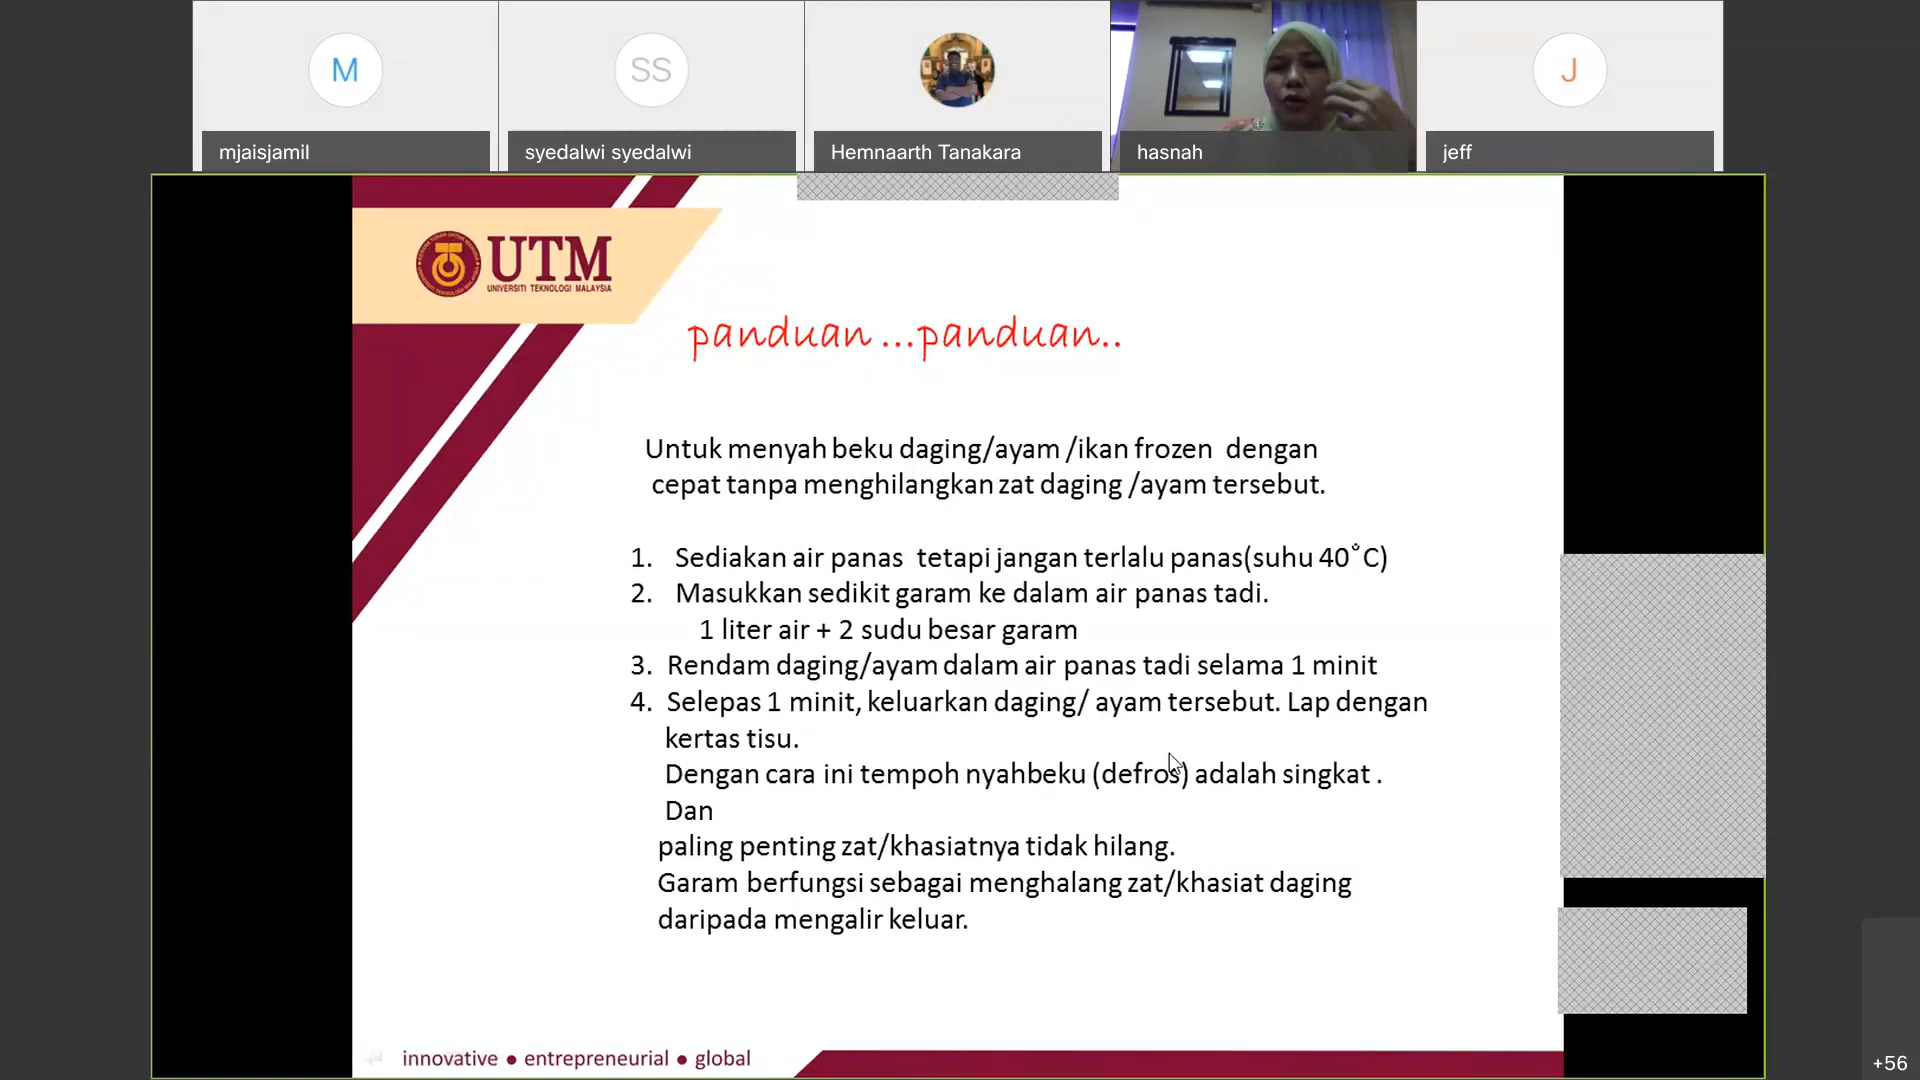 M
SS
J
mjaisjamil
syedalwi syedalwi
Hemnaarth Tanakara
hasnah
jeff
UTM
UNIVERSITI TEKNOLOGI MALAYSIA
panduan ...panduan..
Untuk menyah beku daging/ayam /ikan frozen dengan
cepat tanpa menghilangkan zat daging /ayam tersebut.
1. Sediakan air panas tetapi jangan terlalu panas(suhu 40˚C)
2. Masukkan sedikit garam ke dalam air panas tadi.
1 liter air + 2 sudu besar garam
3. Rendam daging/ayam dalam air panas tadi selama 1 minit
4. Selepas 1 minit, keluarkan daging/ ayam tersebut. Lap dengan
kertas tisu.
Dengan cara ini tempoh nyahbeku (defros) adalah singkat .
Dan
paling penting zat/khasiatnya tidak hilang.
Garam berfungsi sebagai menghalang zat/khasiat daging
daripada mengalir keluar.
innovative ● entrepreneurial ● global
+56